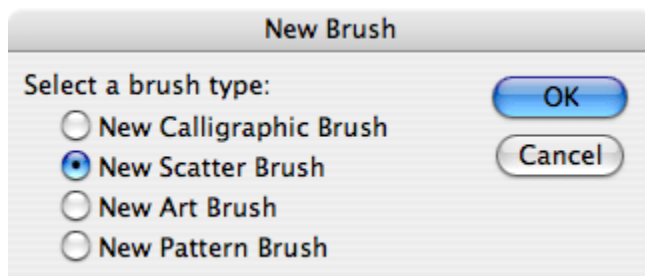 New Brush
Select a brush type:
OK
New Calligraphic Brush
New Scatter Brush
Cancel
New Art Brush
New Pattern Brush